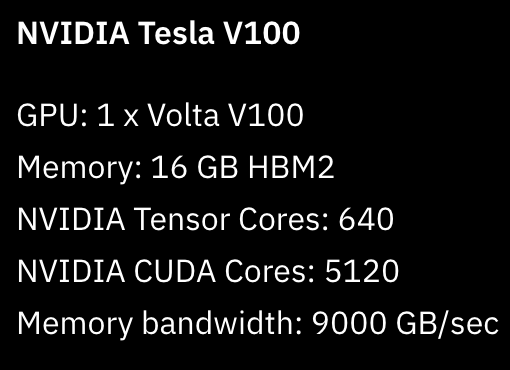 NVIDIA Tesla V100
GPU: 1 x Volta V100
Memory: 16 GB HBM2
NVIDIA Tensor Cores: 640
NVIDIA CUDA Cores: 5120
Memory bandwidth: 9000 GB/sec